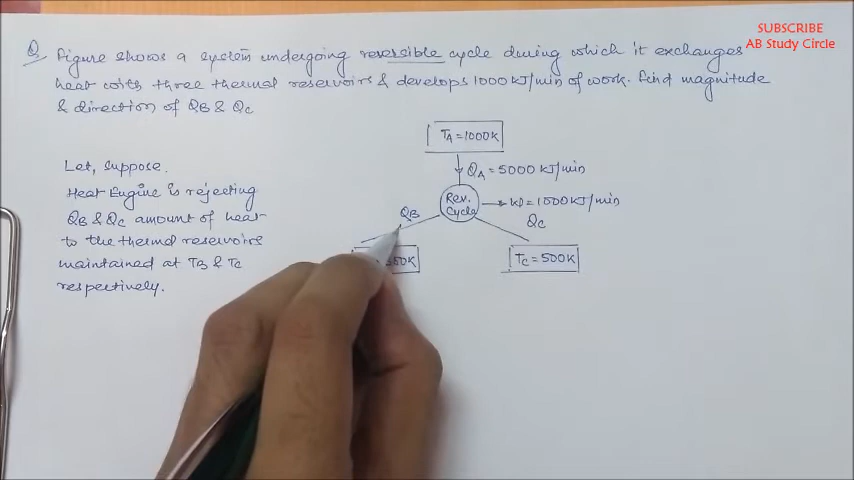 SUBSCRIBE
AB Study Circle
Q Figure shows a system undergoing reversible cycle during which it exchanges
heat with three thermal reservoirs & develops 1000 KJ/min of work. Find magnitude
& direction of QB & QC
TA = 1000K
QA = 5000 KJ/min
Let, Suppose.
Heat Engine is rejecting
QB & QC amount of heat
to the thermal reservoirs
maintained at TB & TC
respectively.
Rev. Cycle
W = 1000 KJ/min
QB
QC
TC = 500K